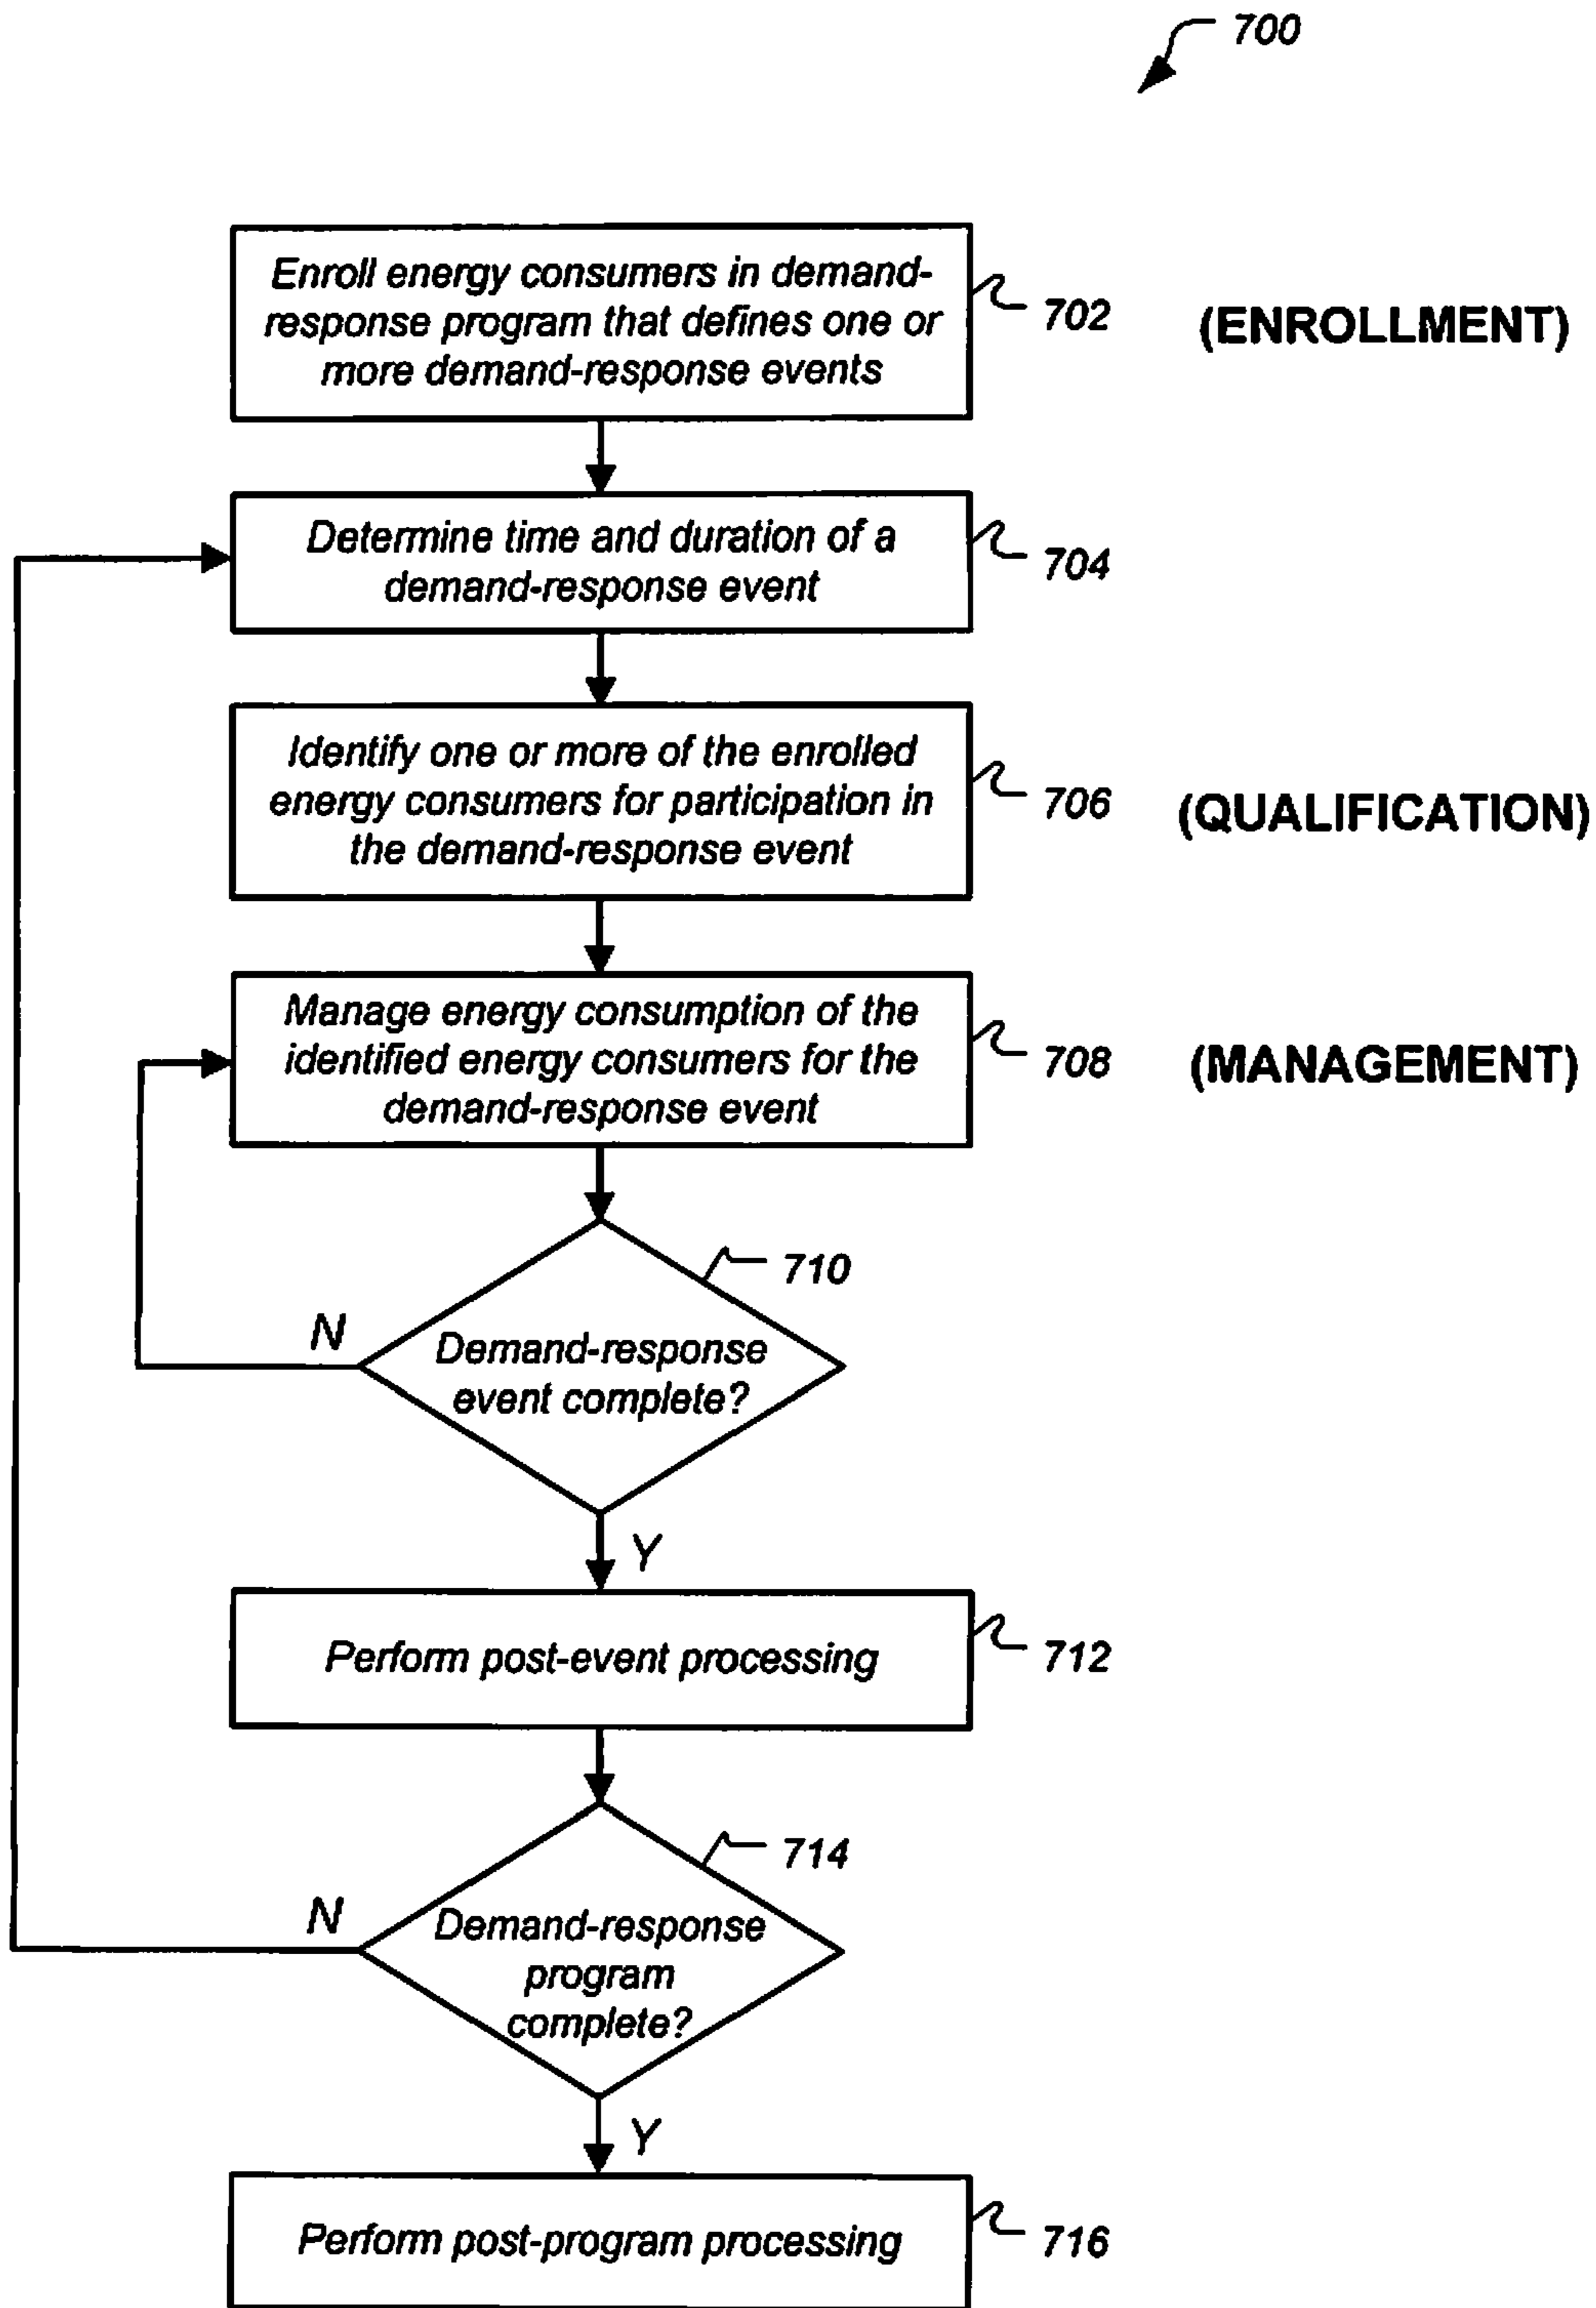 700
Enroll energy consumers in demand-
response program that defines one or
more demand-response events
702
(ENROLLMENT)
Determine time and duration of a
demand-response event
704
Identify one or more of the enrolled
energy consumers for participation in
the demand-response event
706
(QUALIFICATION)
Manage energy consumption of the
identified energy consumers for the
demand-response event
708
(MANAGEMENT)
710
N
Demand-response
event complete?
Y
Perform post-event processing
712
714
N
Demand-response
program
complete?
Y
Perform post-program processing
716